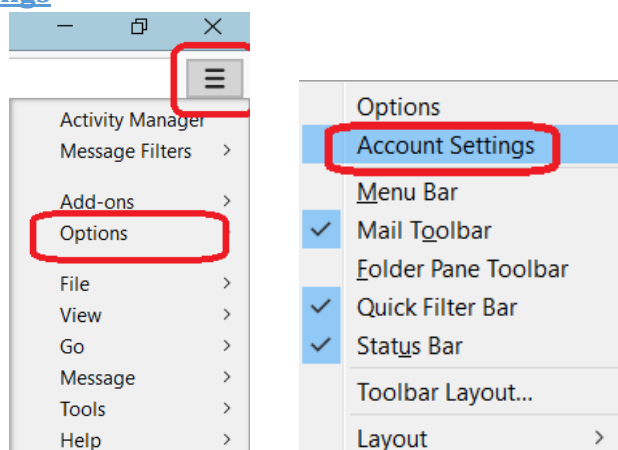 Activity Manager
Message Filters
Add-ons
Options
File
View
Go
Message
Tools
Help
Options
Account Settings
Menu Bar
Mail Toolbar
Folder Pane Toolbar
Quick Filter Bar
Status Bar
Toolbar Layout...
Layout